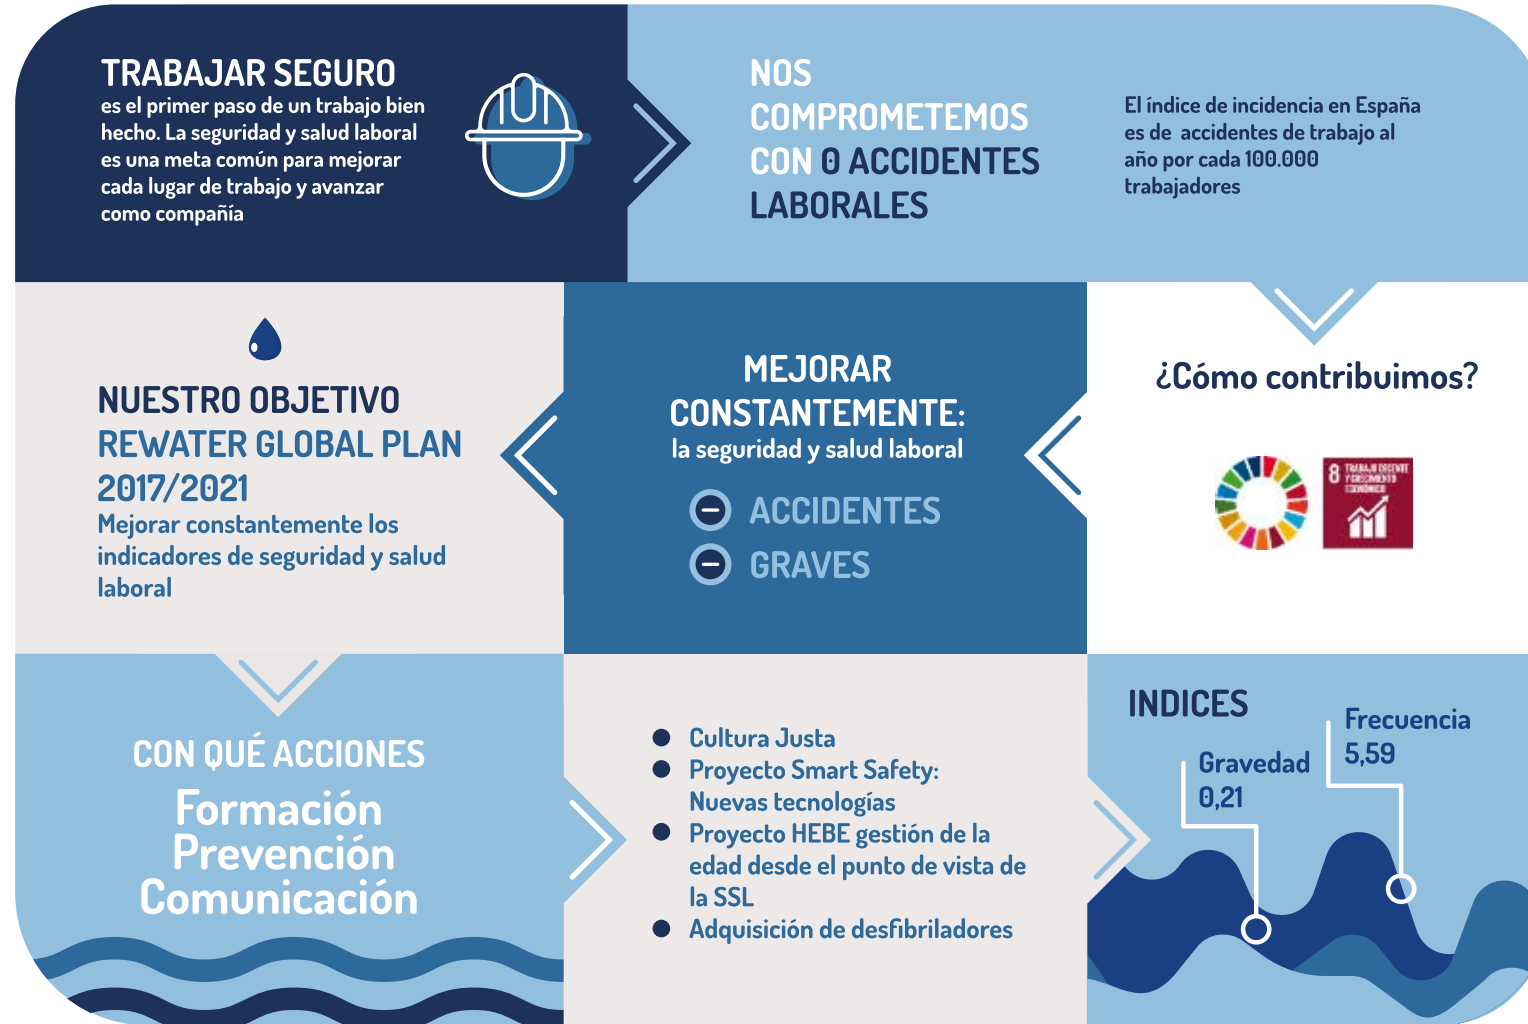 TRABAJAR SEGURO
es el primer paso de un trabajo bien
hecho. La seguridad y salud laboral
es una meta común para mejorar
cada lugar de trabajo y avanzar
como compañía
NOS
COMPROMETEMOS
CON 0 ACCIDENTES
LABORALES
El índice de incidencia en España
es de accidentes de trabajo al
año por cada 100.000
trabajadores
¿Cómo contribuimos?
8 TRABAJO DECENTE
Y CRECIMIENTO
ECONÓMICO
MEJORAR
CONSTANTEMENTE:
la seguridad y salud laboral
ACCIDENTES
GRAVES
NUESTRO OBJETIVO
REWATER GLOBAL PLAN
2017/2021
Mejorar constantemente los
indicadores de seguridad y salud
laboral
CON QUÉ ACCIONES
Formación
Prevención
Comunicación
Cultura Justa
Proyecto Smart Safety:
Nuevas tecnologías
Proyecto HEBE gestión de la
edad desde el punto de vista de
la SSL
Adquisición de desfibriladores
INDICES
Gravedad
0,21
Frecuencia
5,59